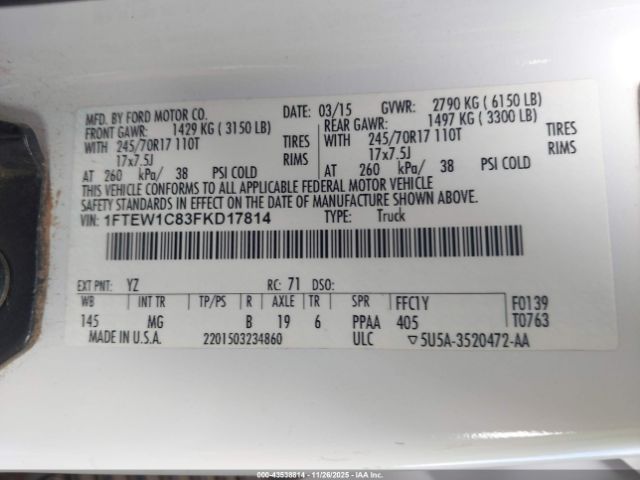 MFD. BY FORD MOTOR CO. DATE: 03/15 GVWR: 2790 KG ( 6150 LB)
FRONT GAWR: 1429 KG ( 3150 LB) REAR GAWR: 1497 KG ( 3300 LB)
WITH 245/70R17 110T TIRES WITH 245/70R17 110T TIRES
17x7.5J RIMS 17x7.5J RIMS
AT 260 kPa/ 38 PSI COLD AT 260 kPa/ 38 PSI COLD
THIS VEHICLE CONFORMS TO ALL APPLICABLE FEDERAL MOTOR VEHICLE
SAFETY STANDARDS IN EFFECT ON THE DATE OF MANUFACTURE SHOWN ABOVE.
VIN: 1FTEW1C83FKD17814 TYPE: Truck
EXT PNT: YZ RC: 71 DSO:
WB INT TR TP/PS R AXLE TR SPR FFC1Y F0139
145 MG B 19 6 PPAA 405 T0763
MADE IN U.S.A. 2201503234860 ULC ▽5U5A-3520472-AA
000-43538814 - 11/26/2025 - IAAI.COM